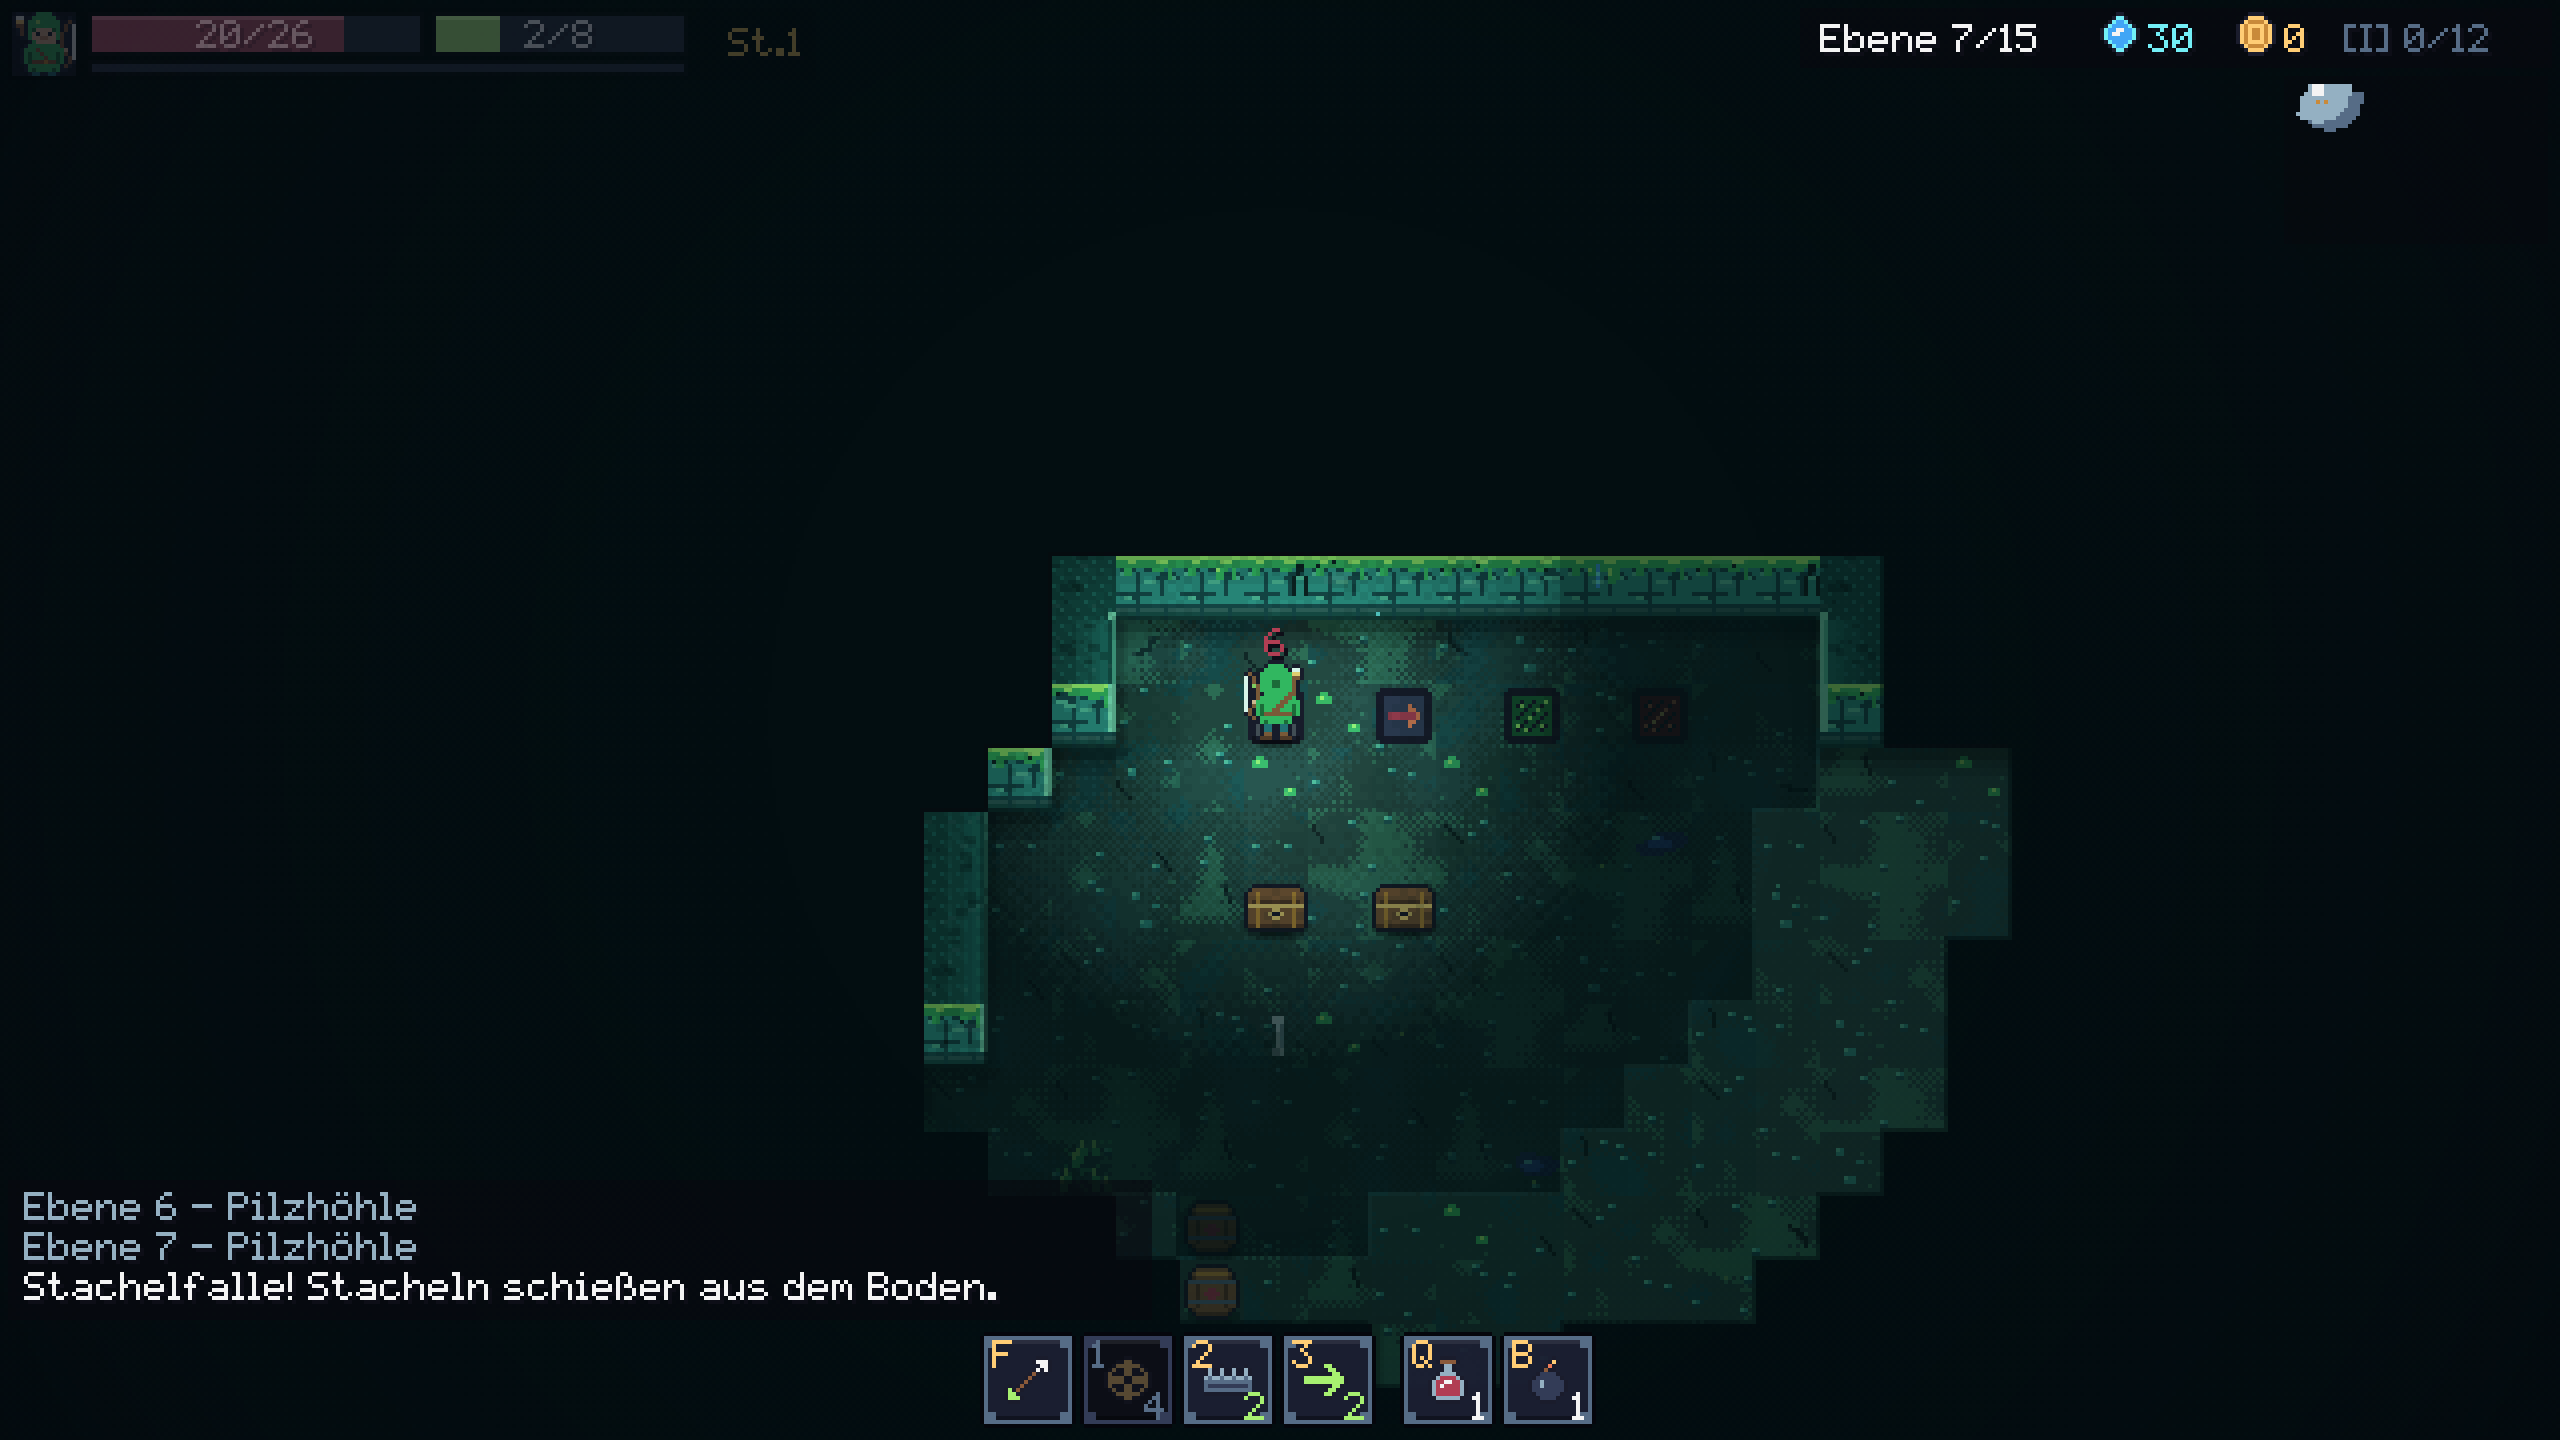 20/26 2/8 St.1 Ebene 7/15 30 0 [I] 0/12
6
1
Ebene 6 - Pilzhöhle
Ebene 7 - Pilzhöhle
Stachelfalle! Stacheln schießen aus dem Boden.
F 1 2 3 Q B
4 2 2 1 1